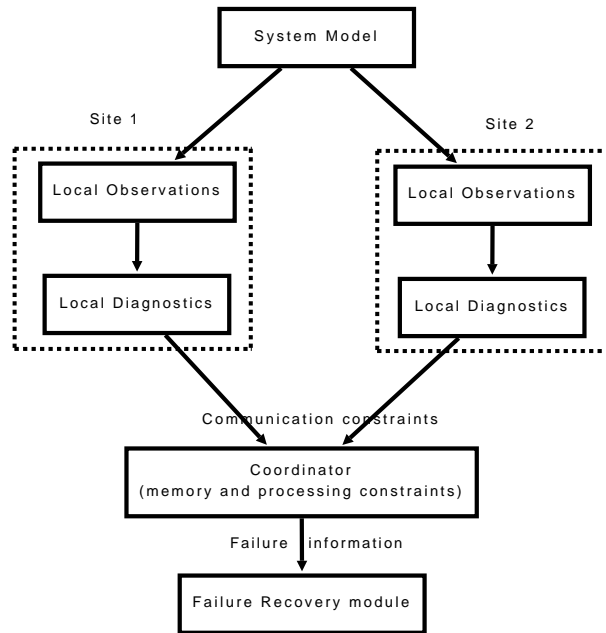 System Model
Site 1
Site 2
Local Observations
Local Observations
Local Diagnostics
Local Diagnostics
Communication constraints
Coordinator
(memory and processing constraints)
Failure information
Failure Recovery module